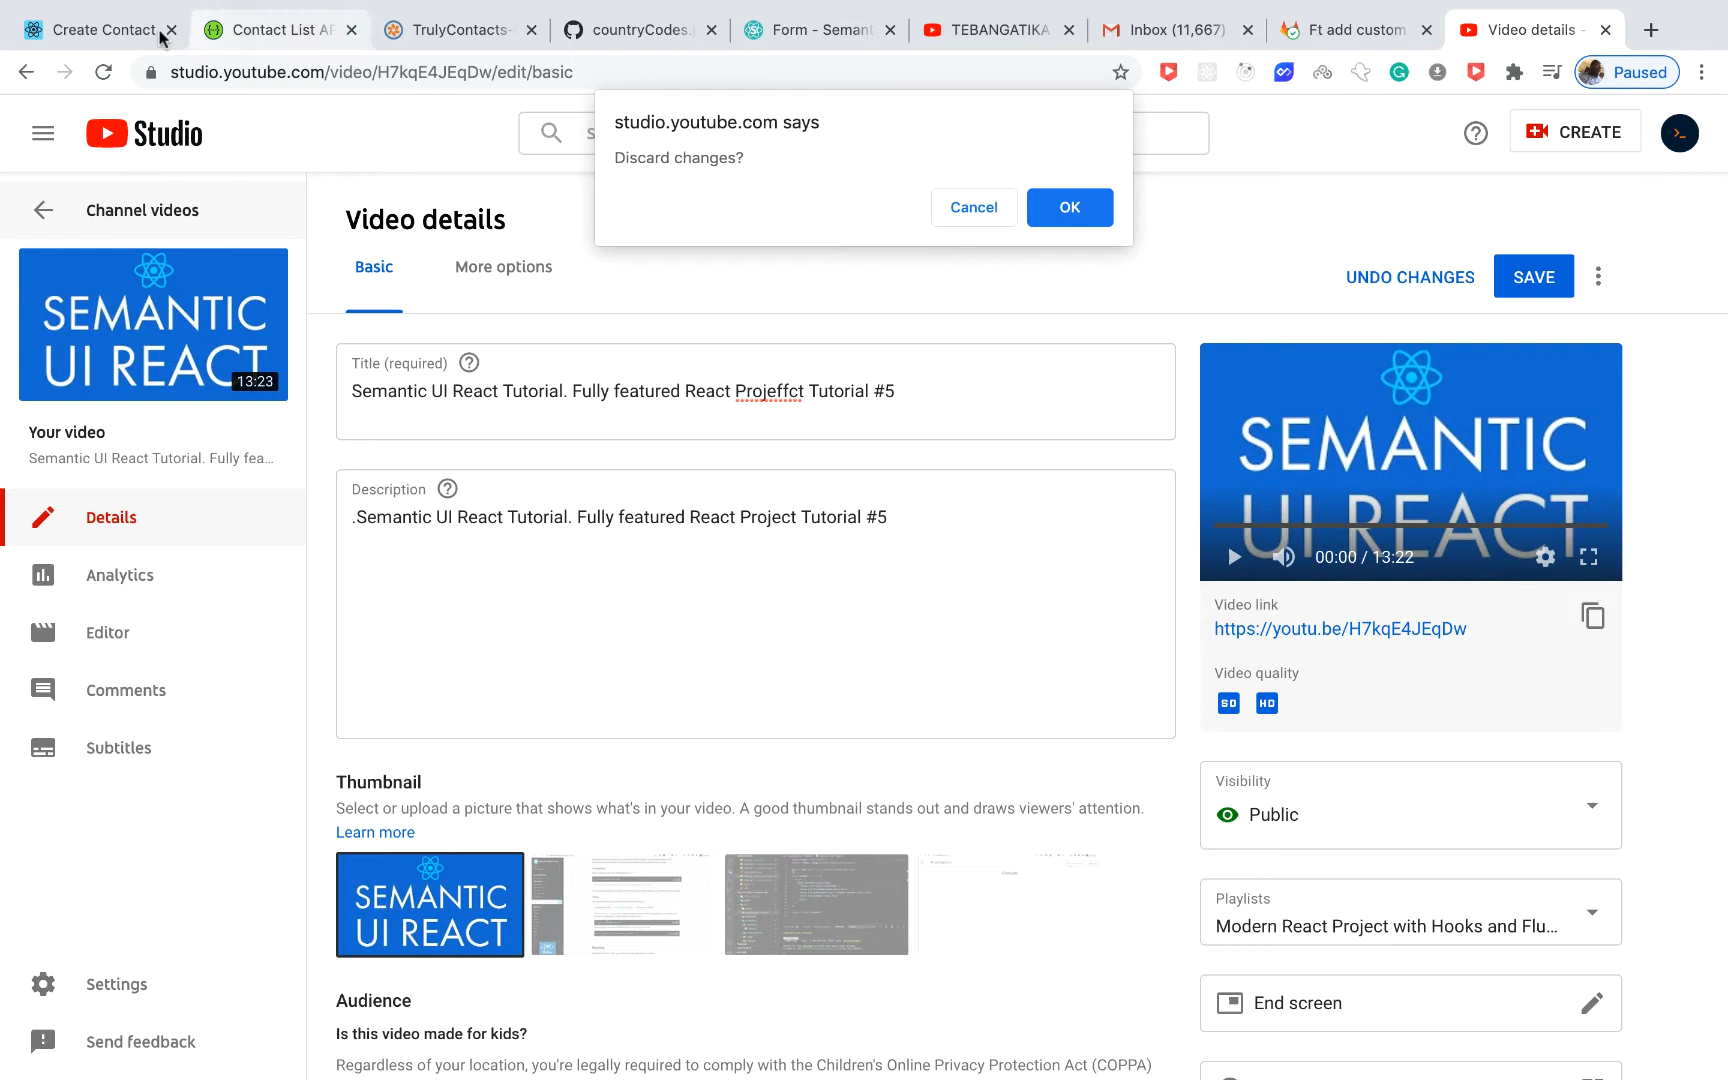 Create Contact
Contact List AP
TrulyContacts-
countryCodes.j
Form - Semant
TEBANGATIKA
Inbox (11,667)
Ft add custom
Video details -
studio.youtube.com/video/H7kqE4JEqDw/edit/basic
Paused
studio.youtube.com says
Discard changes?
Cancel
OK
Studio
S
CREATE
Channel videos
SEMANTIC
UI REACT
13:23
Your video
Semantic UI React Tutorial. Fully fea...
Details
Analytics
Editor
Comments
Subtitles
Settings
Send feedback
Video details
Basic
More options
UNDO CHANGES
SAVE
Title (required)
Semantic UI React Tutorial. Fully featured React Projeffct Tutorial #5
Description
.Semantic UI React Tutorial. Fully featured React Project Tutorial #5
Thumbnail
Select or upload a picture that shows what's in your video. A good thumbnail stands out and draws viewers' attention.
Learn more
SEMANTIC
UI REACT
Audience
Is this video made for kids?
Regardless of your location, you're legally required to comply with the Children's Online Privacy Protection Act (COPPA)
SEMANTIC
UI REACT
00:00 / 13:22
Video link
https://youtu.be/H7kqE4JEqDw
Video quality
SD
HD
Visibility
Public
Playlists
Modern React Project with Hooks and Flu...
End screen